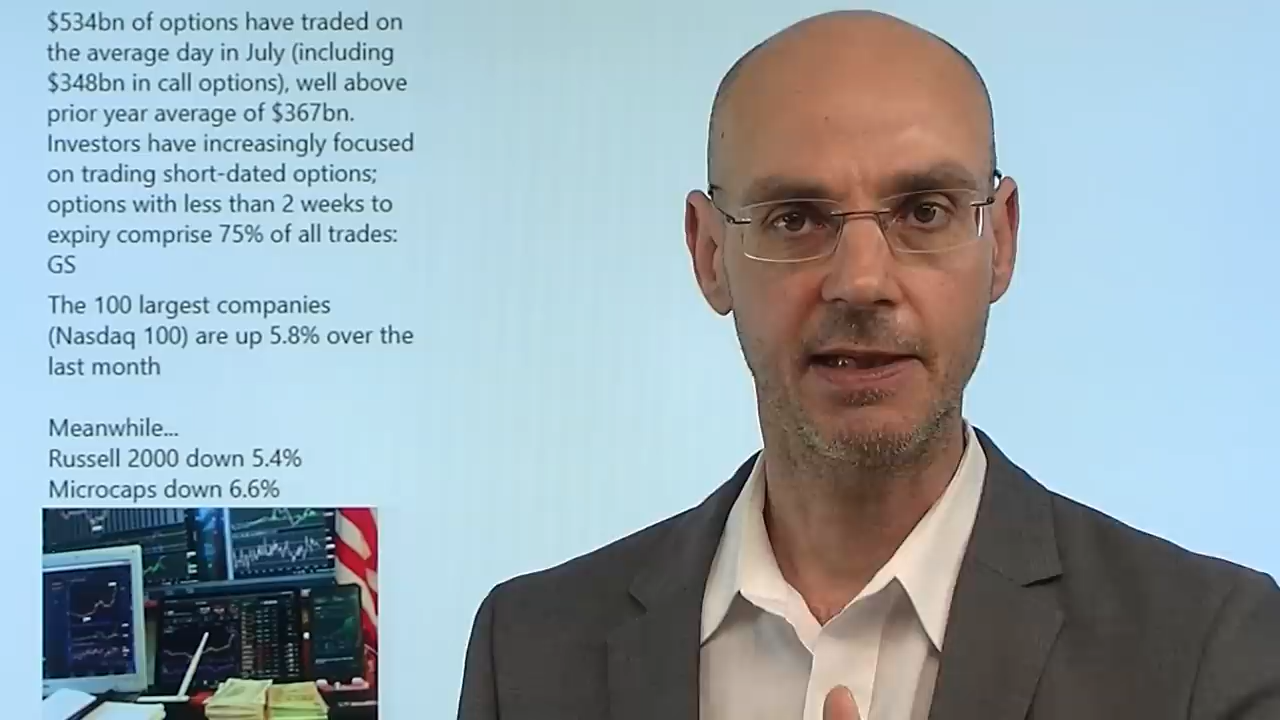 $534bn of options have traded on
the average day in July (including
$348bn in call options), well above
prior year average of $367bn.
Investors have increasingly focused
on trading short-dated options;
options with less than 2 weeks to
expiry comprise 75% of all trades:
GS
The 100 largest companies
(Nasdaq 100) are up 5.8% over the
last month
Meanwhile...
Russell 2000 down 5.4%
Microcaps down 6.6%